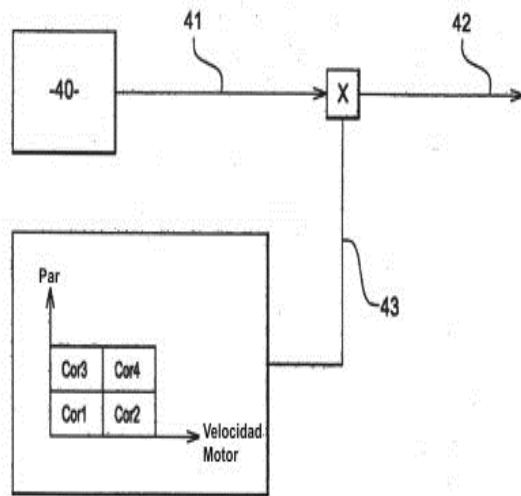 41
42
-40-
X
43
Par
Cor3 Cor4
Cor1 Cor2
Velocidad
Motor